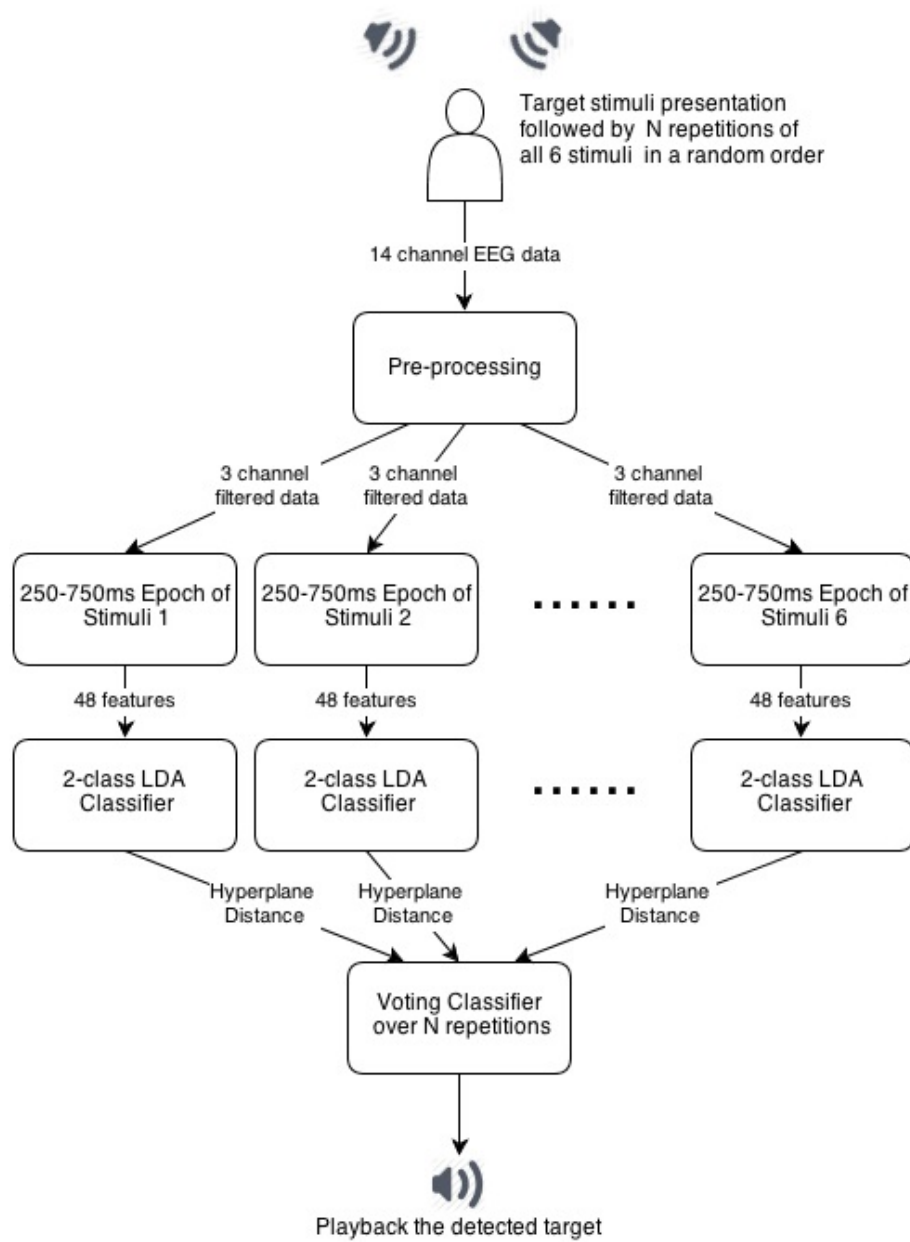 Target stimuli presentation
followed by N repetitions of
all 6 stimuli in a random order
14 channel EEG data
Pre-processing
3 channel
filtered data
3 channel
filtered data
3 channel
filtered data
250-750ms Epoch of
Stimuli 1
250-750ms Epoch of
Stimuli 2
250-750ms Epoch of
Stimuli 6
48 features
48 features
48 features
2-class LDA
Classifier
2-class LDA
Classifier
2-class LDA
Classifier
Hyperplane
Distance
Hyperplane
Distance
Hyperplane
Distance
Voting Classifier
over N repetitions
Playback the detected target